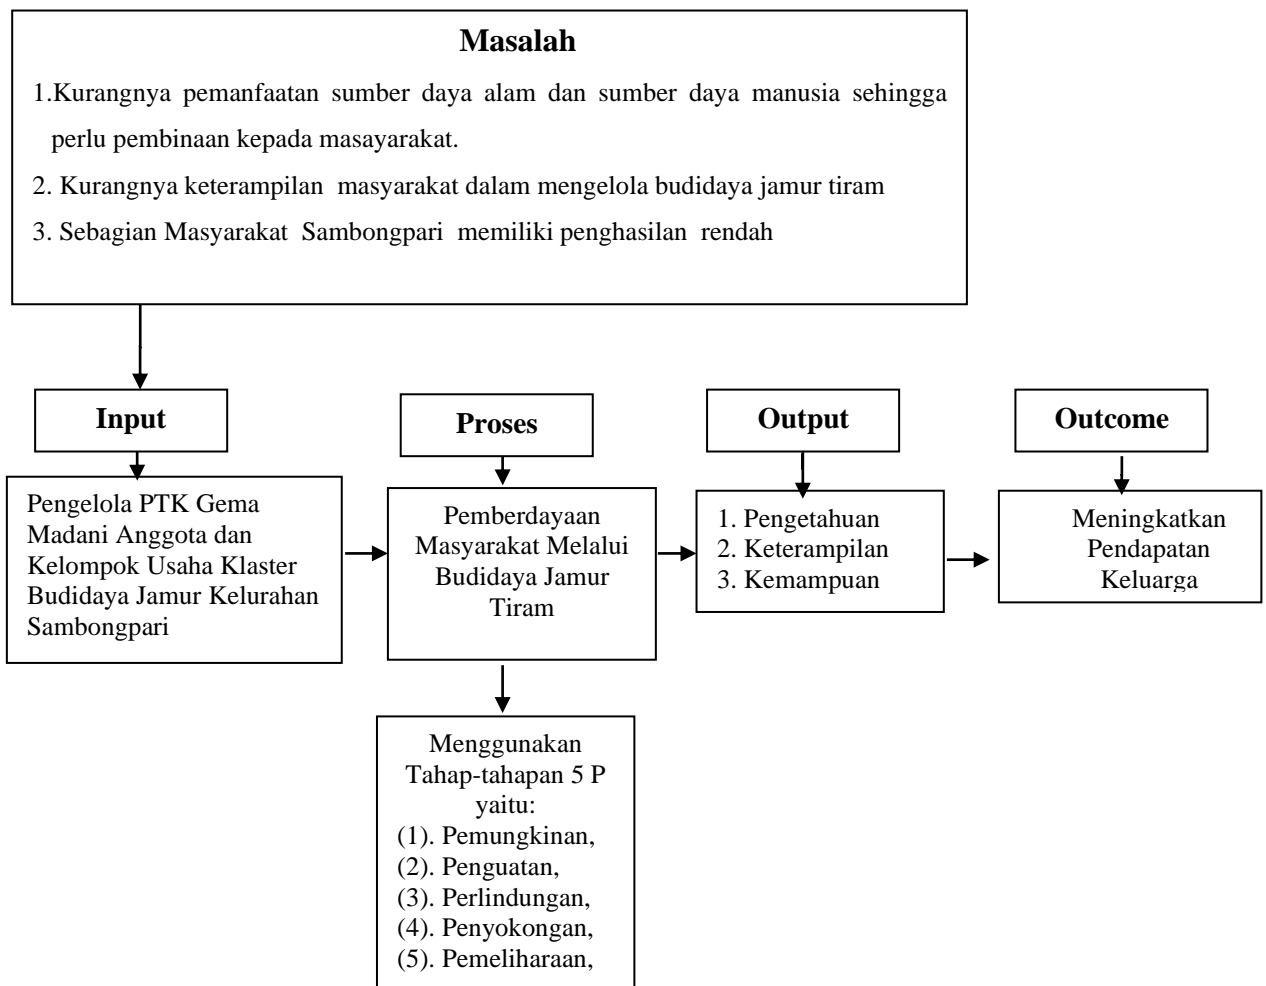 Masalah
1.Kurangnya pemanfaatan sumber daya alam dan sumber daya manusia sehingga
perlu pembinaan kepada masayarakat.
2. Kurangnya keterampilan masyarakat dalam mengelola budidaya jamur tiram
3. Sebagian Masyarakat Sambongpari memiliki penghasilan rendah
Input
Pengelola PTK Gema
Madani Anggota dan
Kelompok Usaha Klaster
Budidaya Jamur Kelurahan
Sambongpari
Proses
Pemberdayaan
Masyarakat Melalui
Budidaya Jamur
Tiram
Menggunakan
Tahap-tahapan 5 P
yaitu:
(1). Pemungkinan,
(2). Penguatan,
(3). Perlindungan,
(4). Penyokongan,
(5). Pemeliharaan,
Output
1. Pengetahuan
2. Keterampilan
3. Kemampuan
Outcome
Meningkatkan
Pendapatan
Keluarga